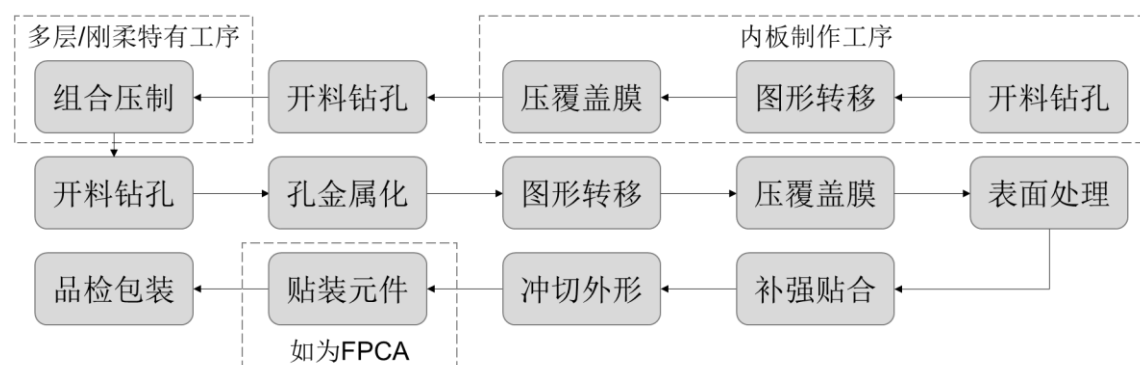 多层/刚柔特有工序
内板制作工序
组合压制
开料钻孔
压覆盖膜
图形转移
开料钻孔
开料钻孔
孔金属化
图形转移
压覆盖膜
表面处理
品检包装
贴装元件
冲切外形
补强贴合
如为FPCA